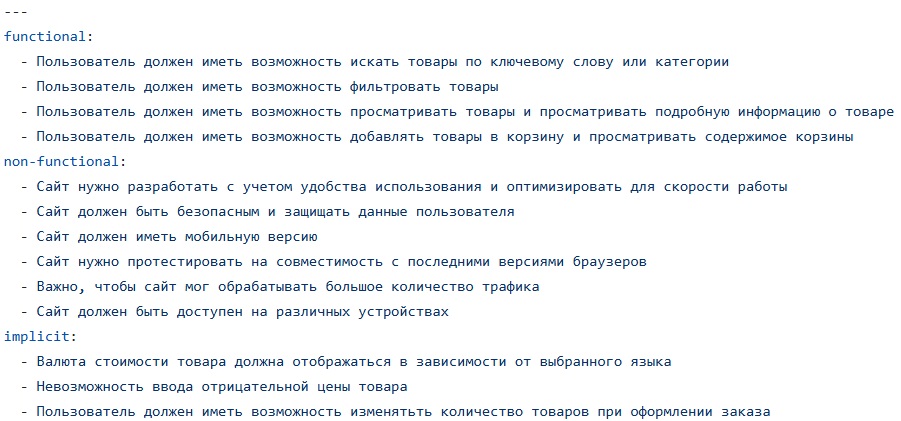 ---
functional:
- Пользователь должен иметь возможность искать товары по ключевому слову или категории
- Пользователь должен иметь возможность фильтровать товары
- Пользователь должен иметь возможность просматривать товары и просматривать подробную информацию о товаре
- Пользователь должен иметь возможность добавлять товары в корзину и просматривать содержимое корзины
non-functional:
- Сайт нужно разработать с учетом удобства использования и оптимизировать для скорости работы
- Сайт должен быть безопасным и защищать данные пользователя
- Сайт должен иметь мобильную версию
- Сайт нужно протестировать на совместимость с последними версиями браузеров
- Важно, чтобы сайт мог обрабатывать большое количество трафика
- Сайт должен быть доступен на различных устройствах
implicit:
- Валюта стоимости товара должна отображаться в зависимости от выбранного языка
- Невозможность ввода отрицательной цены товара
- Пользователь должен иметь возможность изменятьть количество товаров при оформлении заказа